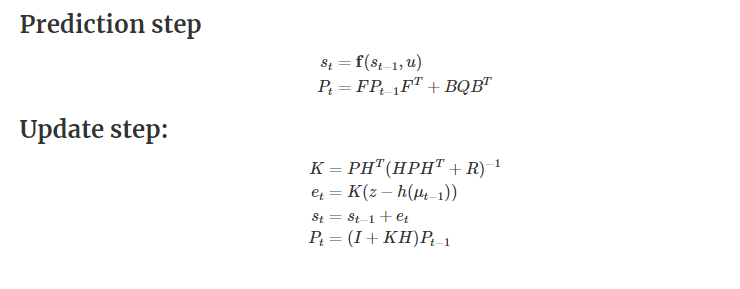 Prediction step
s_t = f(s_{t−1}, u)
P_t = FP_{t−1}F^T + BQB^T
Update step:
K = PH^T(HPH^T + R)^{−1}
e_t = K(z − h(μ_{t−1}))
s_t = s_{t−1} + e_t
P_t = (I + KH)P_{t−1}